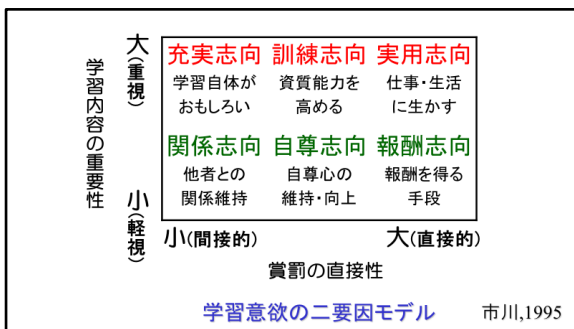 大(重視)
学習内容の重要性
小(軽視)
充実志向 訓練志向 実用志向
学習自体が 資質能力を 仕事・生活
おもしろい 高める に生かす
関係志向 自尊志向 報酬志向
他者との 自尊心の 報酬を得る
関係維持 維持・向上 手段
小(間接的) 大(直接的)
賞罰の直接性
学習意欲の二要因モデル 市川,1995